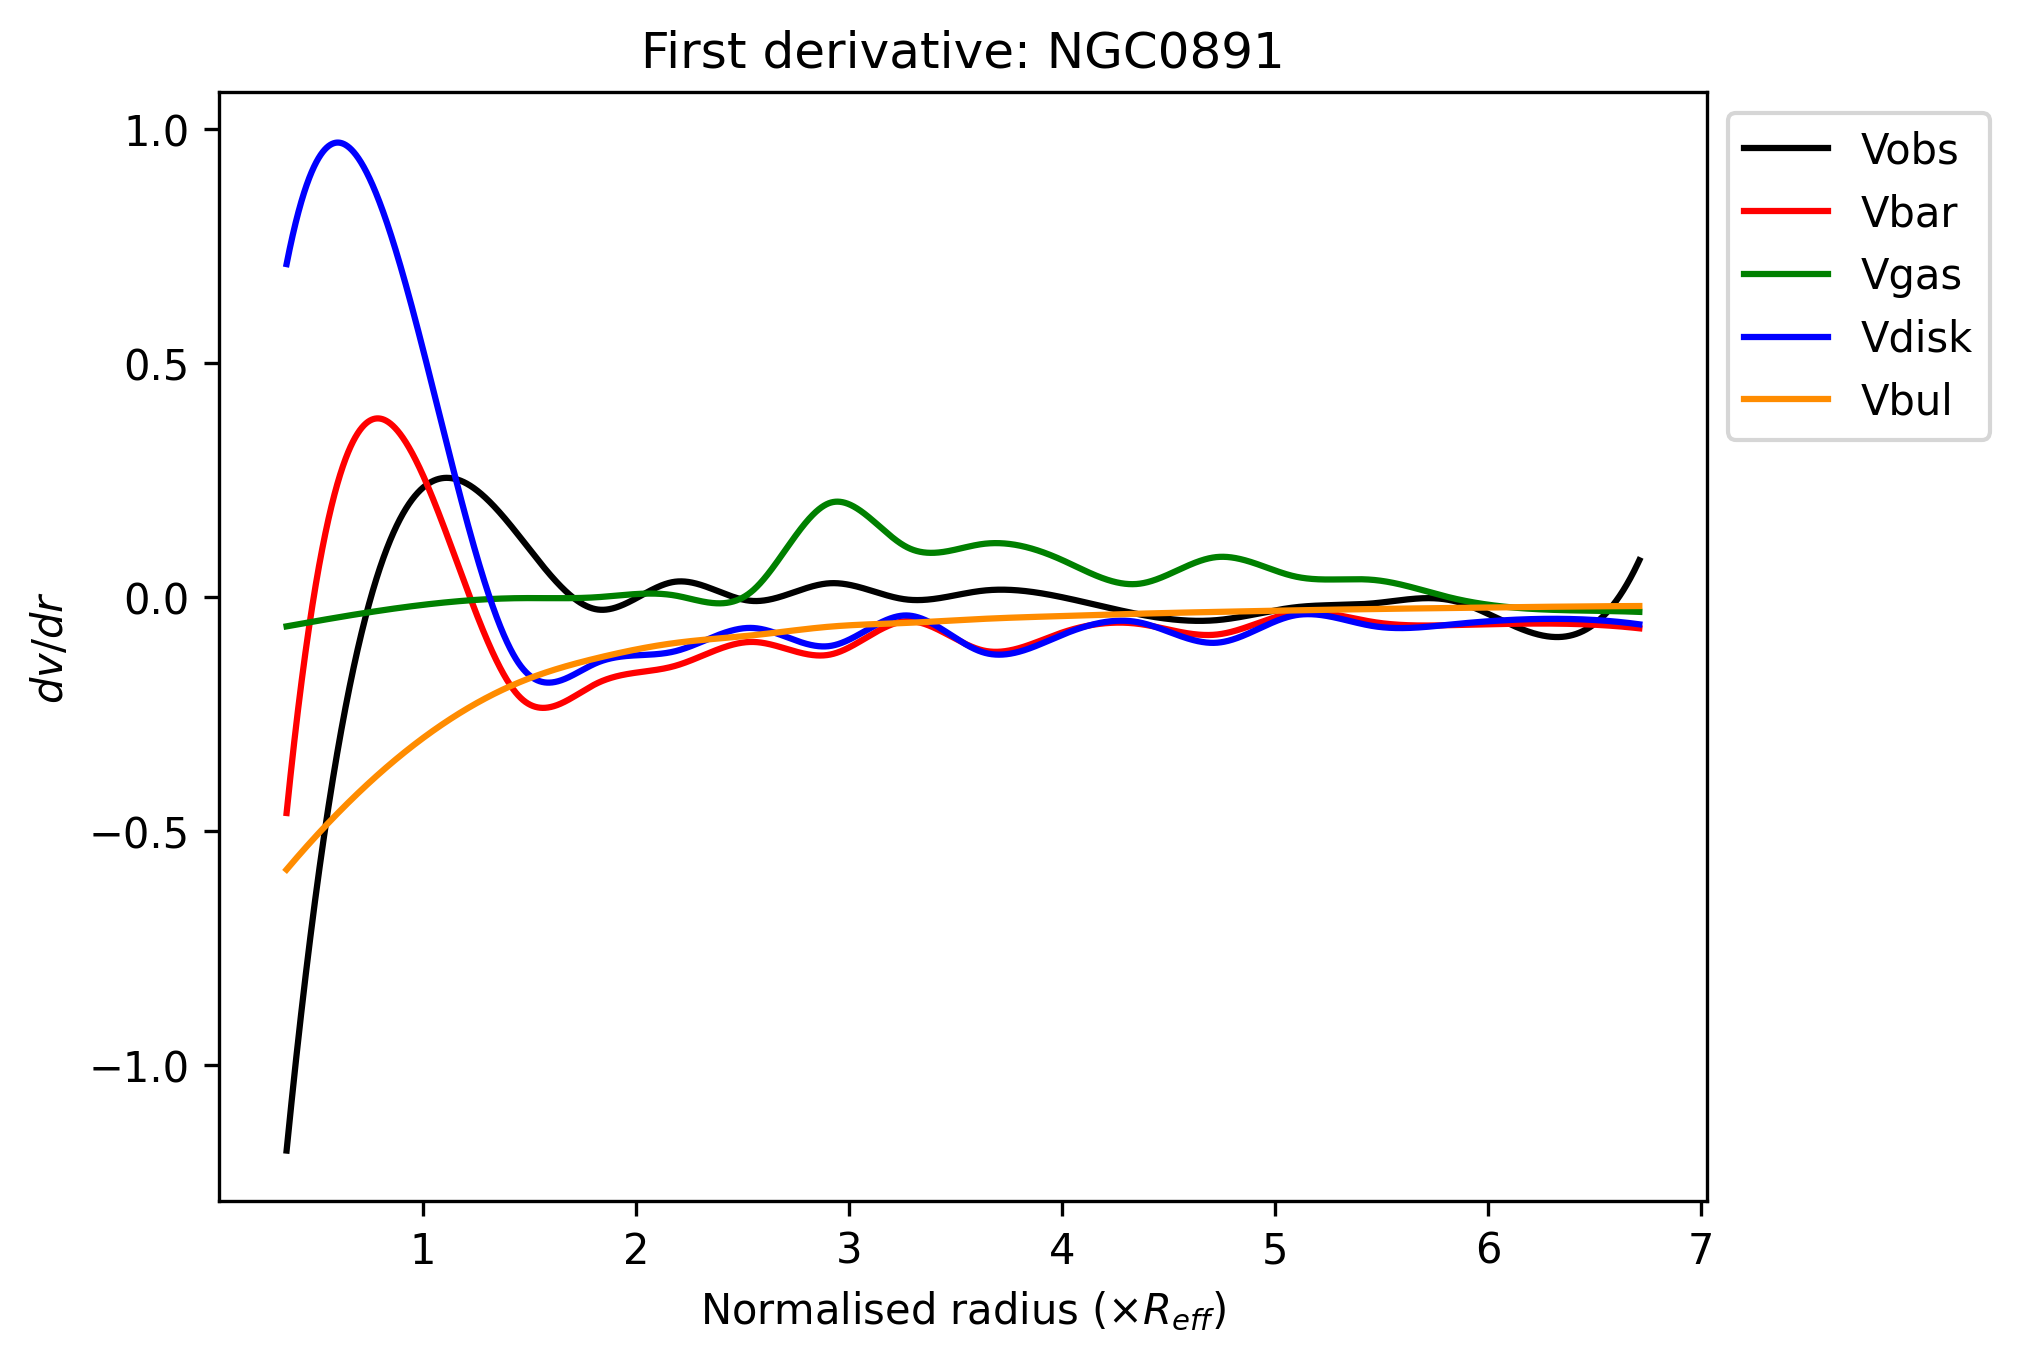 First derivative: NGC0891
1.0
0.5
0.0
−0.5
−1.0
dv/dr
1 2 3 4 5 6 7
Normalised radius (×R_eff)
Vobs
Vbar
Vgas
Vdisk
Vbul